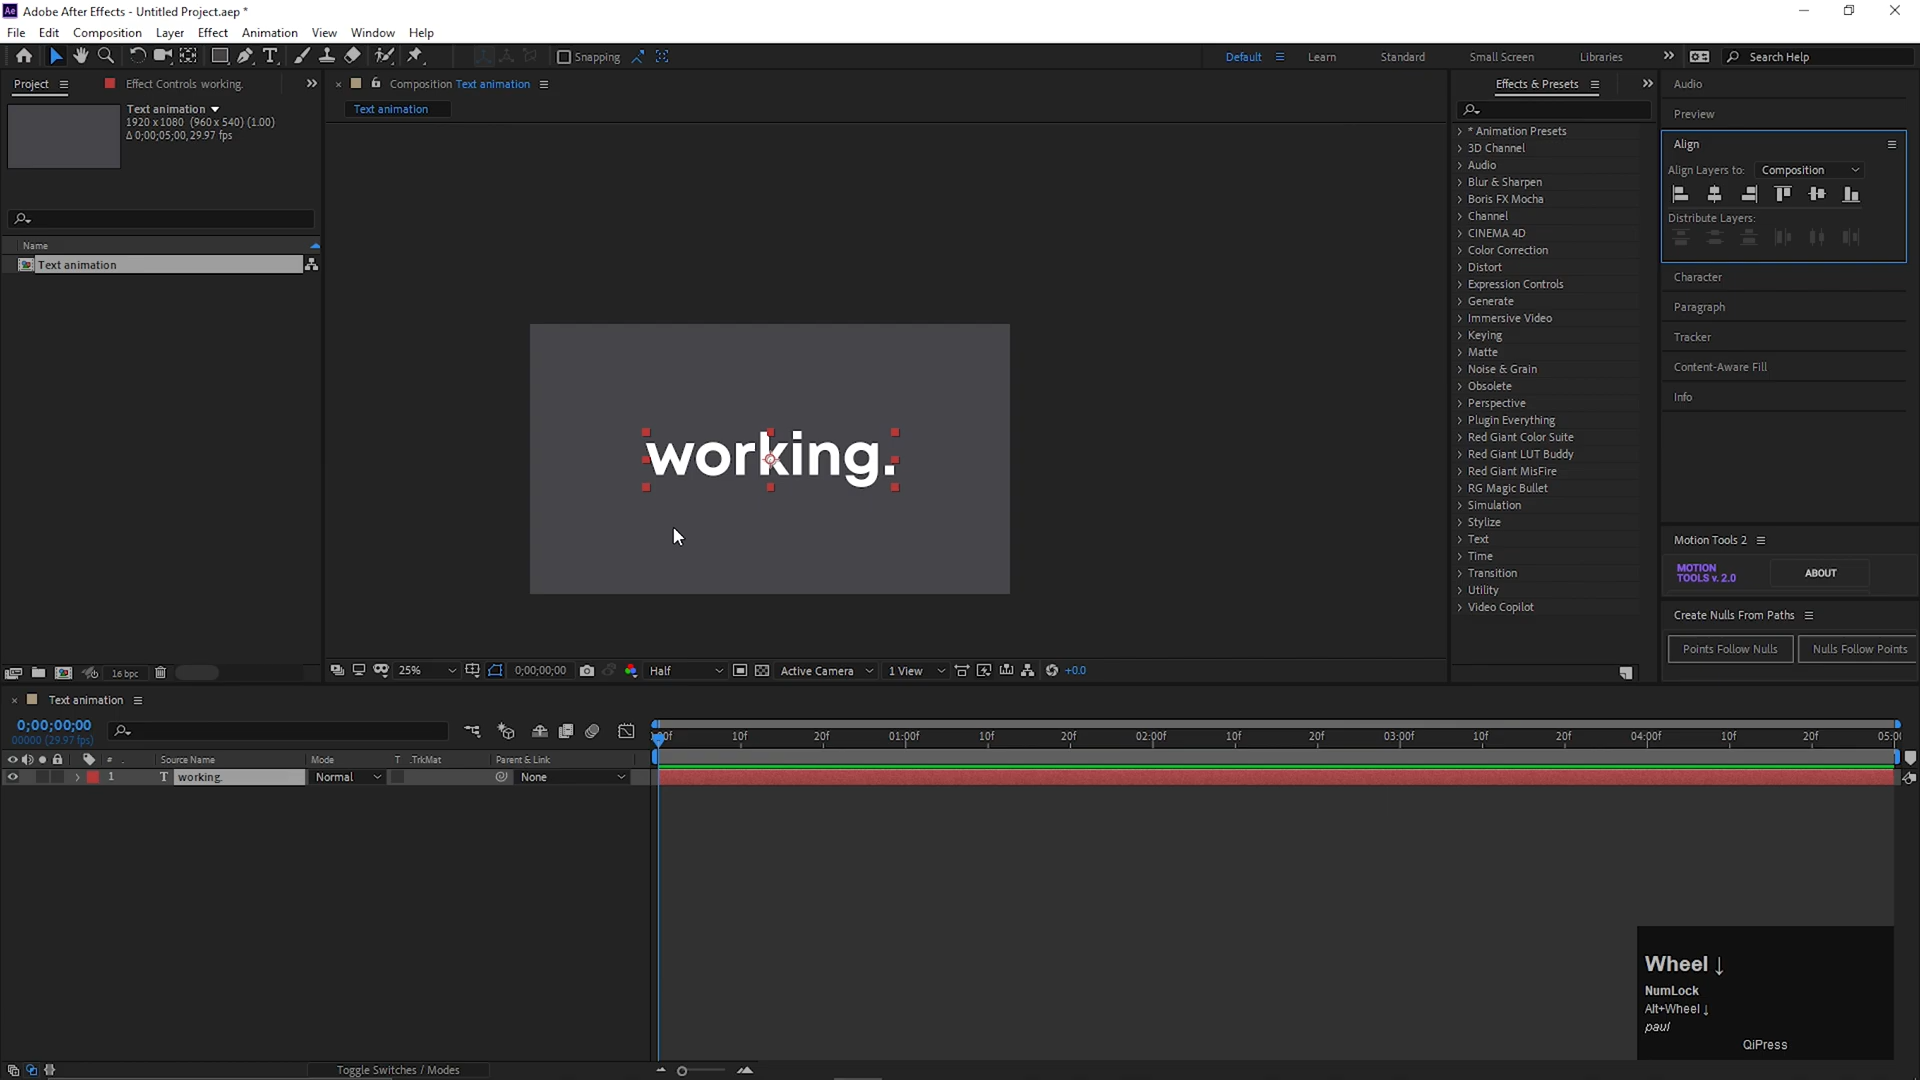 Adobe After Effects - Untitled Project.aep *
File Edit Composition Layer Effect Animation View Window Help
Snapping Default Learn Standard Small Screen Libraries Search Help
Project Effect Controls working.
Text animation
1920 x 1080 (960 x 540) (1.00)
Δ 0;00;05;00, 29.97 fps
Name
Text animation
16 bpc
Composition Text animation
Text animation
working.
25% 0;00;00;00 Half Active Camera 1 View +0.0
Effects & Presets
* Animation Presets
3D Channel
Audio
Blur & Sharpen
Boris FX Mocha
Channel
CINEMA 4D
Color Correction
Distort
Expression Controls
Generate
Immersive Video
Keying
Matte
Noise & Grain
Obsolete
Perspective
Plugin Everything
Red Giant Color Suite
Red Giant LUT Buddy
Red Giant MisFire
RG Magic Bullet
Simulation
Stylize
Text
Time
Transition
Utility
Video Copilot
Audio
Preview
Align
Align Layers to: Composition
Distribute Layers:
Character
Paragraph
Tracker
Content-Aware Fill
Info
Motion Tools 2
MOTION
TOOLS v. 2.0
ABOUT
Create Nulls From Paths
Points Follow Nulls Nulls Follow Points
Text animation
0;00;00;00
00000 (29.97 fps)
10f 20f 01:00f 10f 20f 02:00f 10f 20f 03:00f 10f 20f 04:00f 10f 20f 05:0
# Source Name Mode T .TrkMat Parent & Link
1 T working. Normal None
Toggle Switches / Modes
Wheel ↓
NumLock
Alt+Wheel ↓
paul
QiPress